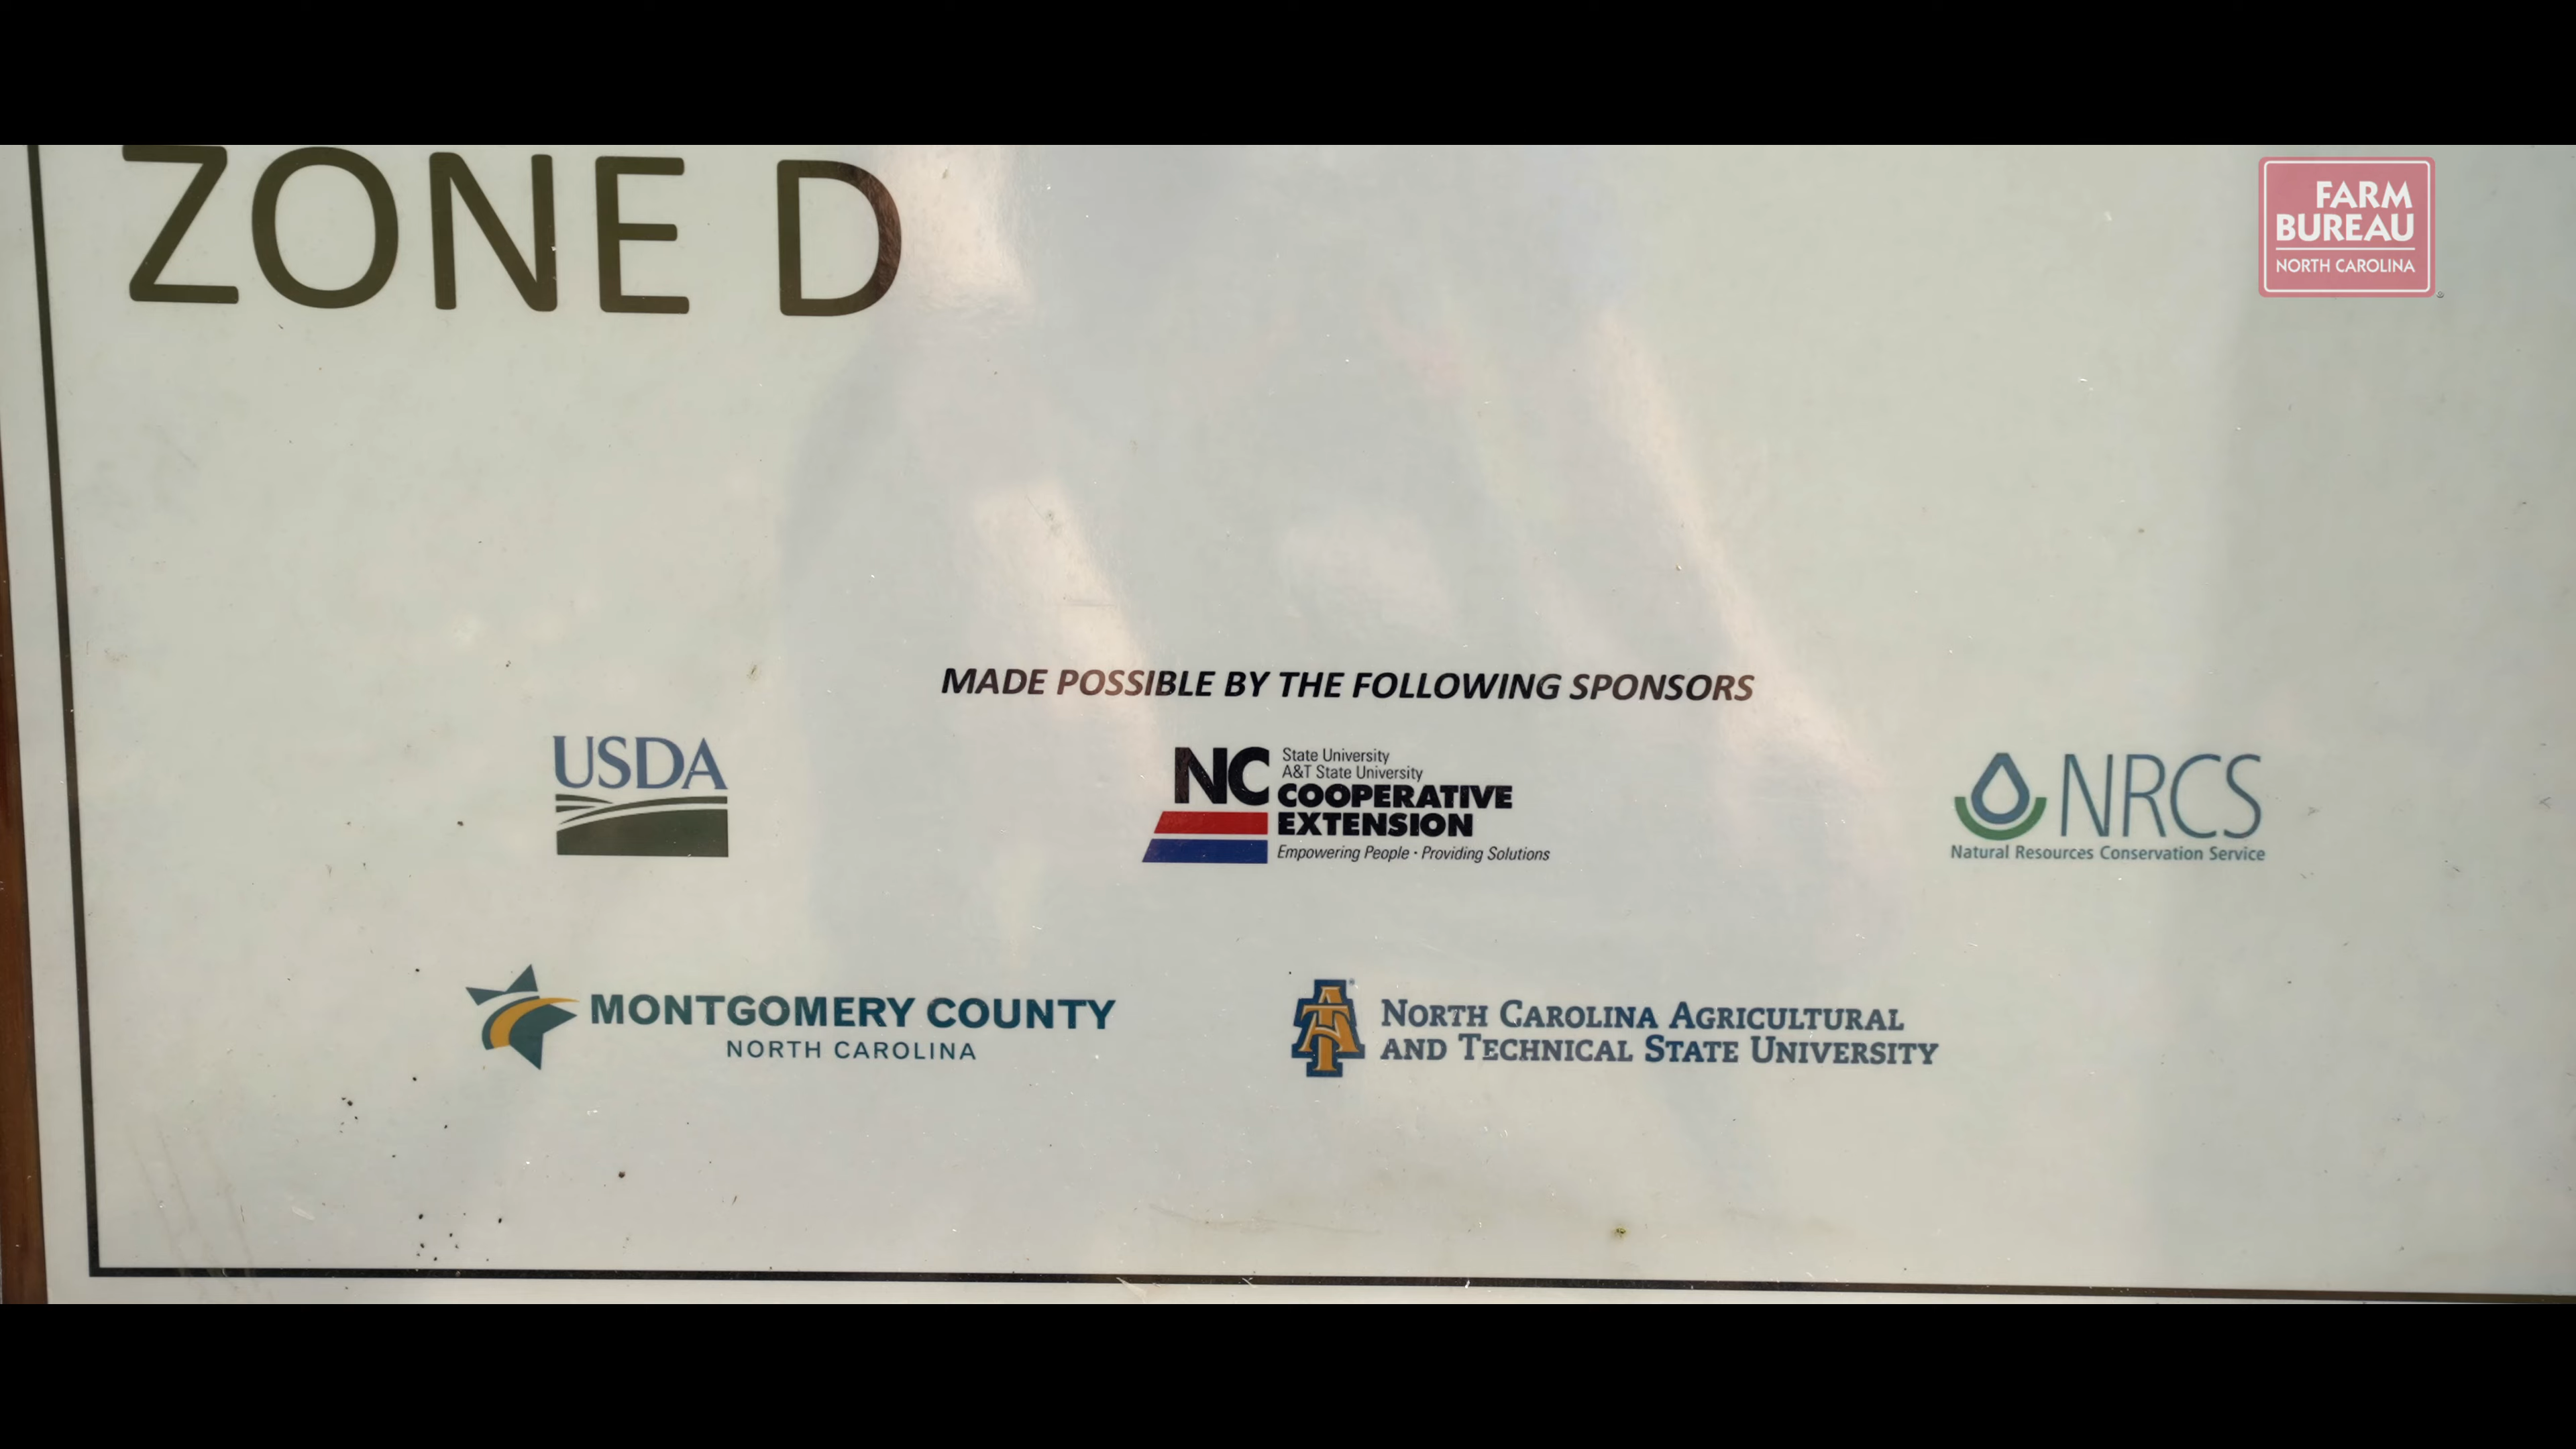 ZONE D
FARM
BUREAU
NORTH CAROLINA
MADE POSSIBLE BY THE FOLLOWING SPONSORS
USDA
NC State University
A&T State University
COOPERATIVE
EXTENSION
Empowering People · Providing Solutions
NRCS
Natural Resources Conservation Service
MONTGOMERY COUNTY
NORTH CAROLINA
AT
NORTH CAROLINA AGRICULTURAL
AND TECHNICAL STATE UNIVERSITY